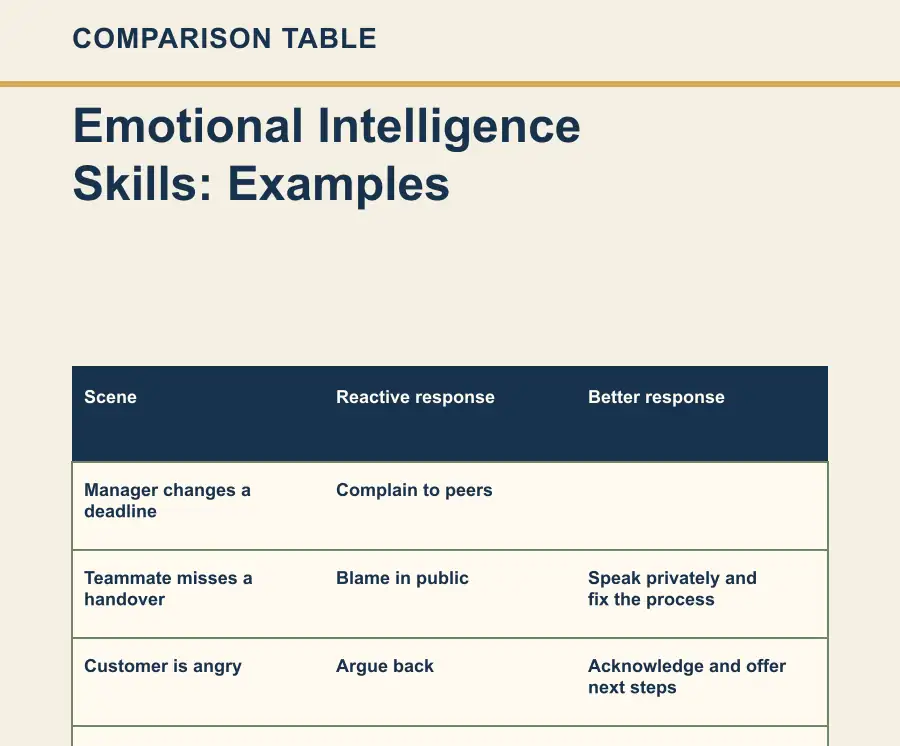 COMPARISON TABLE
Emotional Intelligence
Skills: Examples
Scene Reactive response Better response
Manager changes a
deadline
Complain to peers
Teammate misses a
handover
Blame in public
Speak privately and
fix the process
Customer is angry
Argue back
Acknowledge and offer
next steps